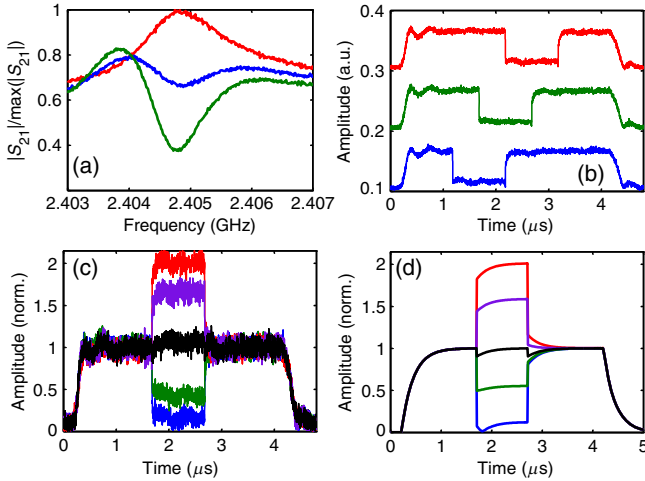 |S21|/max(|S21|)
1
0.8
0.6
0.4
(a)
2.403 2.404 2.405 2.406 2.407
Frequency (GHz)
Amplitude (a.u.)
0.4
0.3
0.2
0.1
(b)
0 1 2 3 4
Time (μs)
Amplitude (norm.)
2
1.5
1
0.5
0
(c)
0 1 2 3 4
Time (μs)
Amplitude (norm.)
2
1.5
1
0.5
0
(d)
0 1 2 3 4 5
Time (μs)